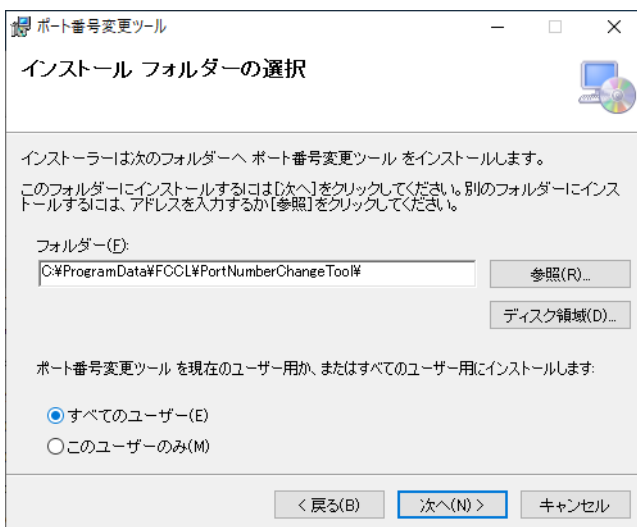 ポート番号変更ツール
インストール フォルダーの選択
インストーラーは次のフォルダーへ ポート番号変更ツール をインストールします。
このフォルダーにインストールするには[次へ]をクリックしてください。別のフォルダーにインス
トールするには、アドレスを入力するか[参照]をクリックしてください。
フォルダー(F):
C:¥ProgramData¥FCCL¥PortNumberChangeTool¥
参照(R)...
ディスク領域(D)...
ポート番号変更ツール を現在のユーザー用か、またはすべてのユーザー用にインストールします:
すべてのユーザー(E)
このユーザーのみ(M)
< 戻る(B)
次へ(N) >
キャンセル